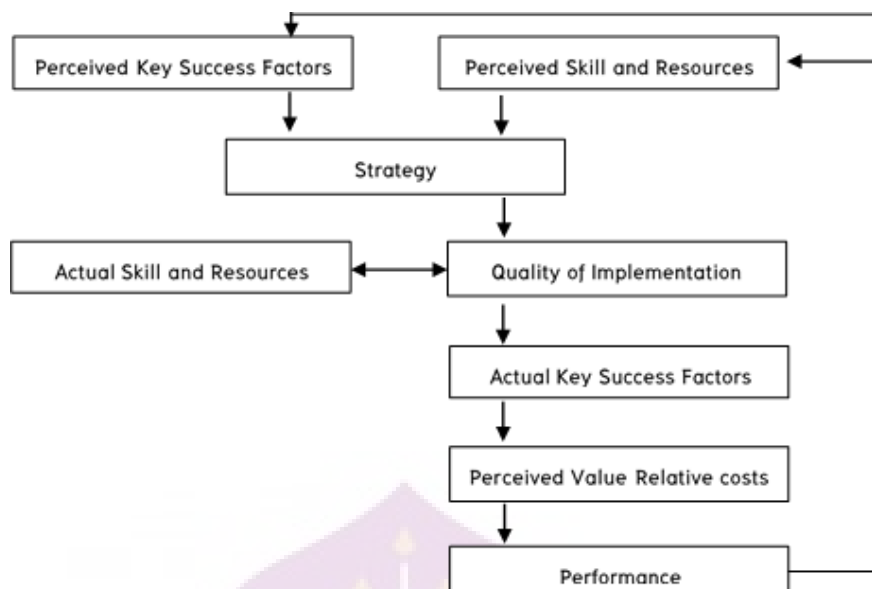 Perceived Key Success Factors
Perceived Skill and Resources
Strategy
Actual Skill and Resources
Quality of Implementation
Actual Key Success Factors
Perceived Value Relative costs
Performance